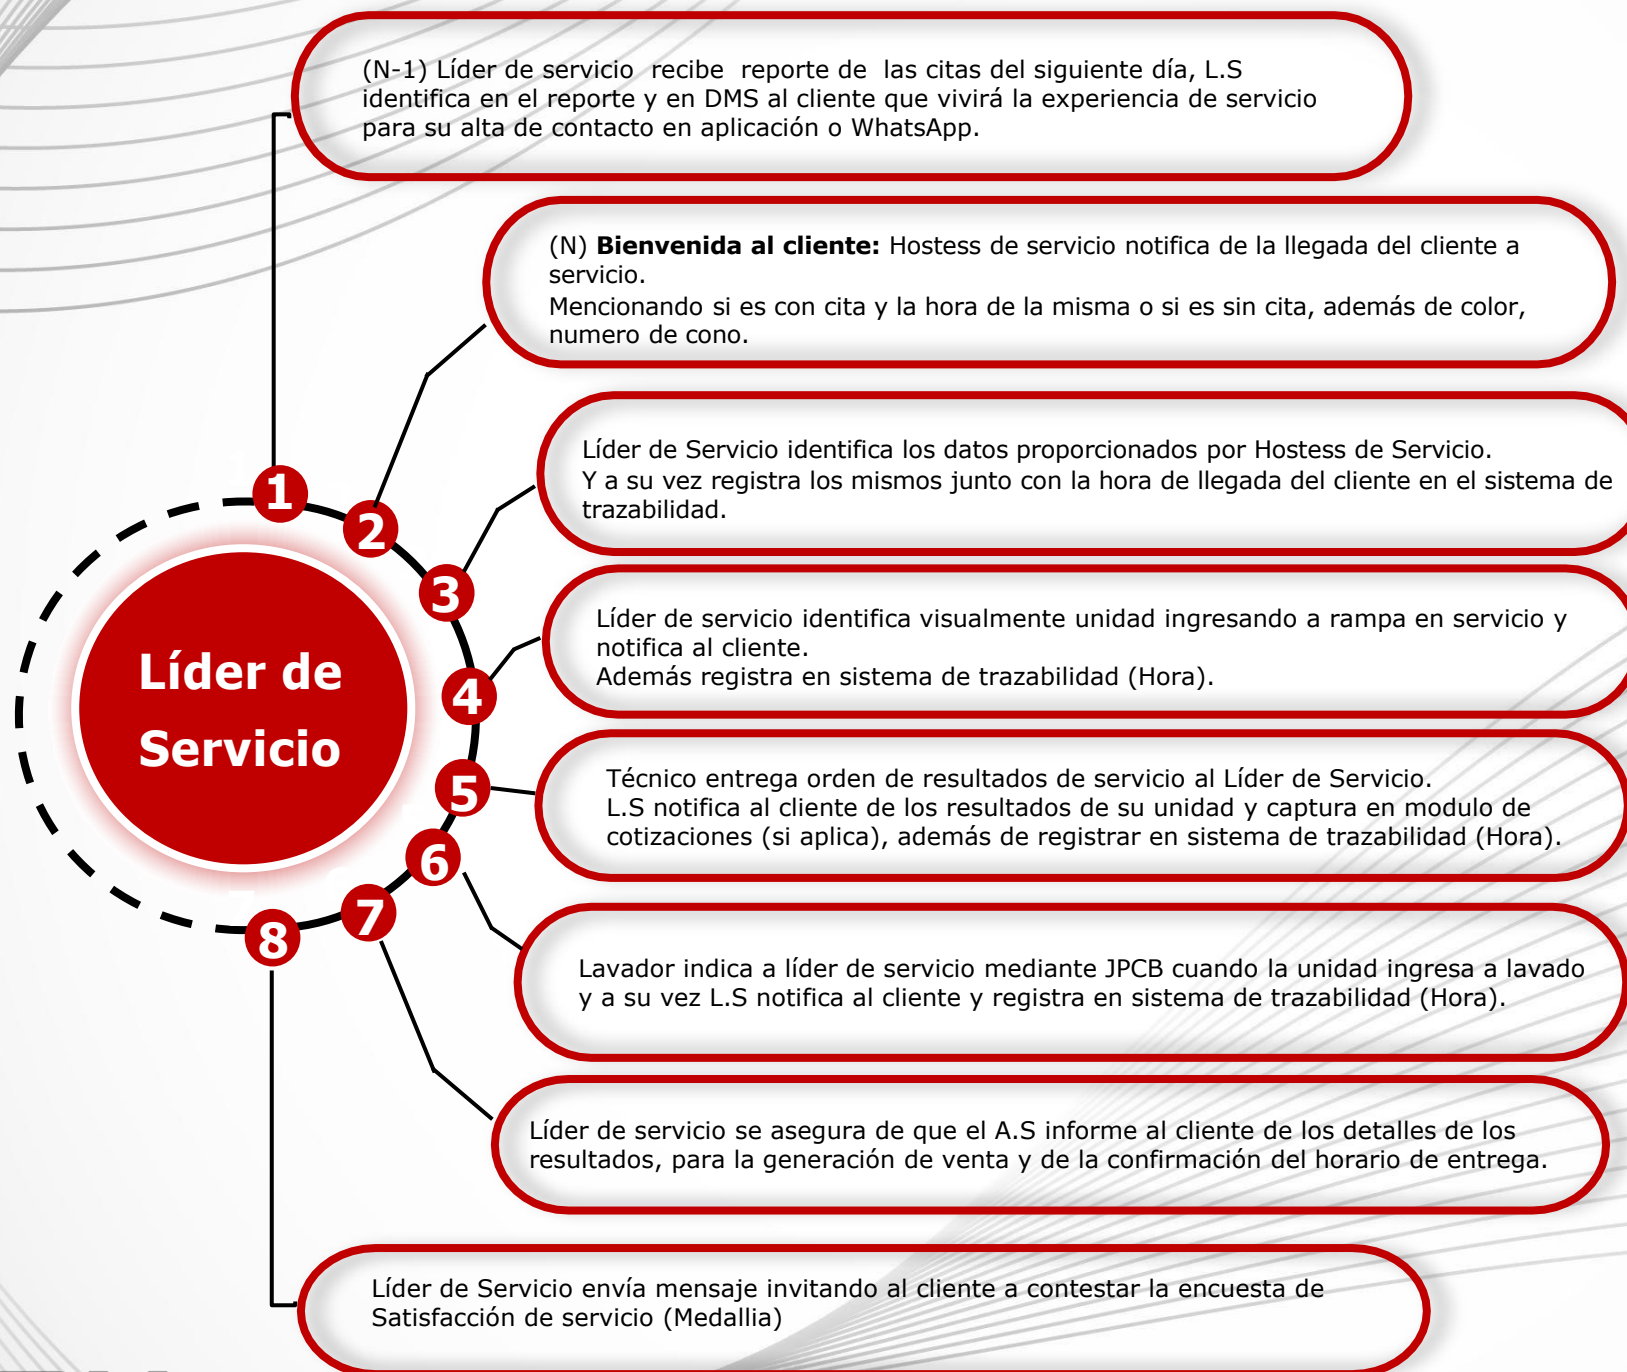 (N-1) Líder de servicio recibe reporte de las citas del siguiente día, L.S
identifica en el reporte y en DMS al cliente que vivirá la experiencia de servicio
para su alta de contacto en aplicación o WhatsApp.
(N) Bienvenida al cliente: Hostess de servicio notifica de la llegada del cliente a
servicio.
Mencionando si es con cita y la hora de la misma o si es sin cita, además de color,
numero de cono.
Líder de Servicio identifica los datos proporcionados por Hostess de Servicio.
Y a su vez registra los mismos junto con la hora de llegada del cliente en el sistema de
trazabilidad.
Líder de servicio identifica visualmente unidad ingresando a rampa en servicio y
notifica al cliente.
Además registra en sistema de trazabilidad (Hora).
Técnico entrega orden de resultados de servicio al Líder de Servicio.
L.S notifica al cliente de los resultados de su unidad y captura en modulo de
cotizaciones (si aplica), además de registrar en sistema de trazabilidad (Hora).
Lavador indica a líder de servicio mediante JPCB cuando la unidad ingresa a lavado
y a su vez L.S notifica al cliente y registra en sistema de trazabilidad (Hora).
Líder de servicio se asegura de que el A.S informe al cliente de los detalles de los
resultados, para la generación de venta y de la confirmación del horario de entrega.
Líder de Servicio envía mensaje invitando al cliente a contestar la encuesta de
Satisfacción de servicio (Medallia)
1
2
3
4
5
6
7
8
Líder de
Servicio